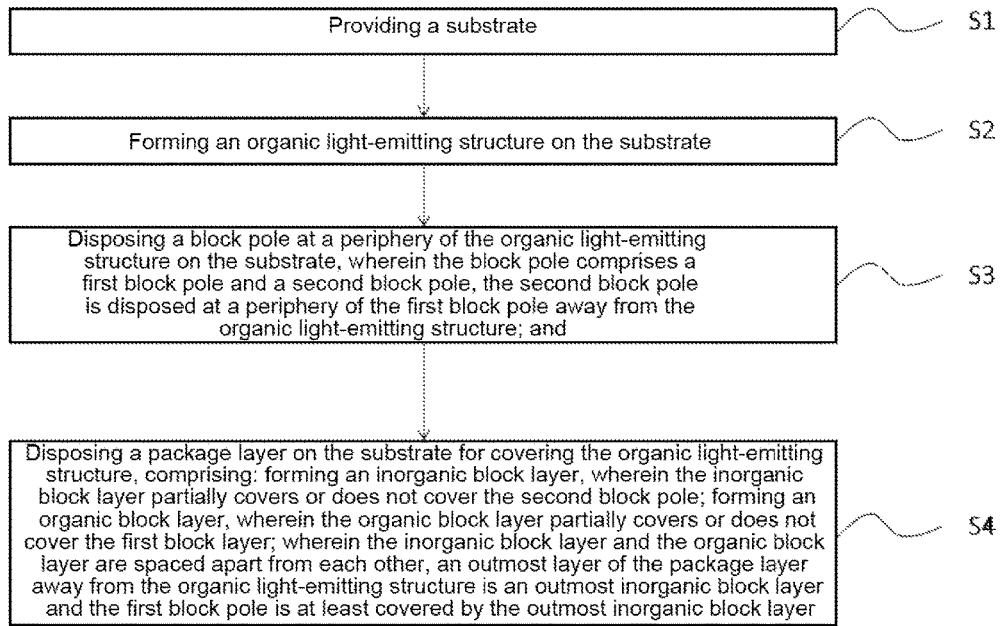 Providing a substrate
S1
Forming an organic light-emitting structure on the substrate
S2
Disposing a block pole at a periphery of the organic light-emitting
structure on the substrate, wherein the block pole comprises a
first block pole and a second block pole, the second block pole
is disposed at a periphery of the first block pole away from the
organic light-emitting structure; and
S3
Disposing a package layer on the substrate for covering the organic light-emitting
structure, comprising: forming an inorganic block layer, wherein the inorganic
block layer partially covers or does not cover the second block pole; forming an
organic block layer, wherein the organic block layer partially covers or does not
cover the first block layer; wherein the inorganic block layer and the organic block
layer are spaced apart from each other, an outmost layer of the package layer
away from the organic light-emitting structure is an outmost inorganic block layer
and the first block pole is at least covered by the outmost inorganic block layer
S4